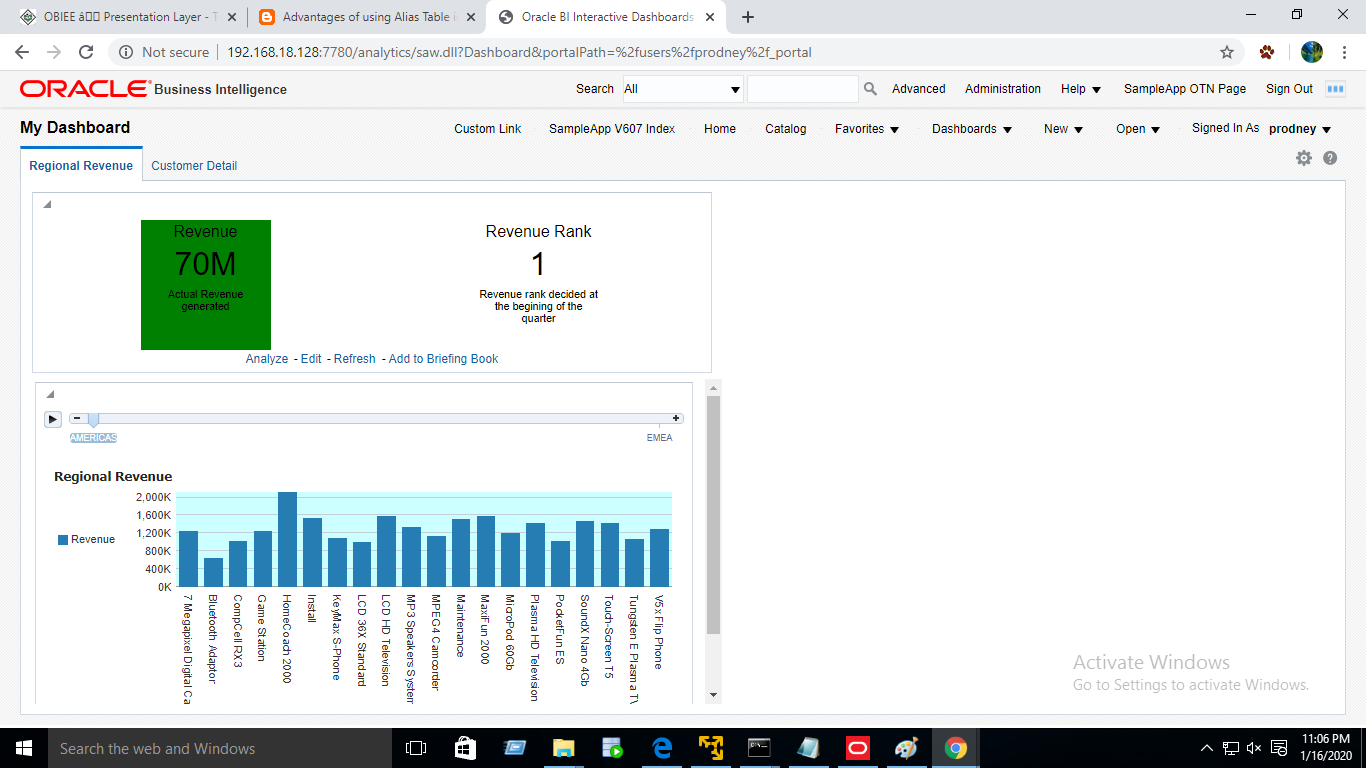 OBIEE â Presentation Layer - T
Advantages of using Alias Table i
Oracle BI Interactive Dashboards
Not secure
192.168.18.128:7780/analytics/saw.dll?Dashboard&portalPath=%2fusers%2fprodney%2f_portal
ORACLE Business Intelligence
Search All Advanced Administration Help SampleApp OTN Page Sign Out
My Dashboard
Custom Link SampleApp V607 Index Home Catalog Favorites Dashboards New Open Signed In As prodney
Regional Revenue Customer Detail
Revenue
70M
Actual Revenue
generated
Revenue Rank
1
Revenue rank decided at
the begining of the
quarter
Analyze - Edit - Refresh - Add to Briefing Book
AMERICAS EMEA
Regional Revenue
2,000K
1,600K
1,200K
800K
400K
0K
Revenue
7 Megapixel Digital Ca
Bluetooth Adaptor
CompCell RX3
Game Station
HomeCoach 2000
Install
KeyMax S-Phone
LCD 36X Standard
LCD HD Television
MP3 Speakers System
MPEG-4 Camcorder
Maintenance
MaxiFun 2000
MicroPod 60Gb
Plasma HD Television
PocketFun ES
SoundX Nano 4Gb
Touch-Screen T5
Tungsten E Plasma TV
V5x Flip Phone
Activate Windows
Go to Settings to activate Windows.
Search the web and Windows
11:06 PM
1/16/2020